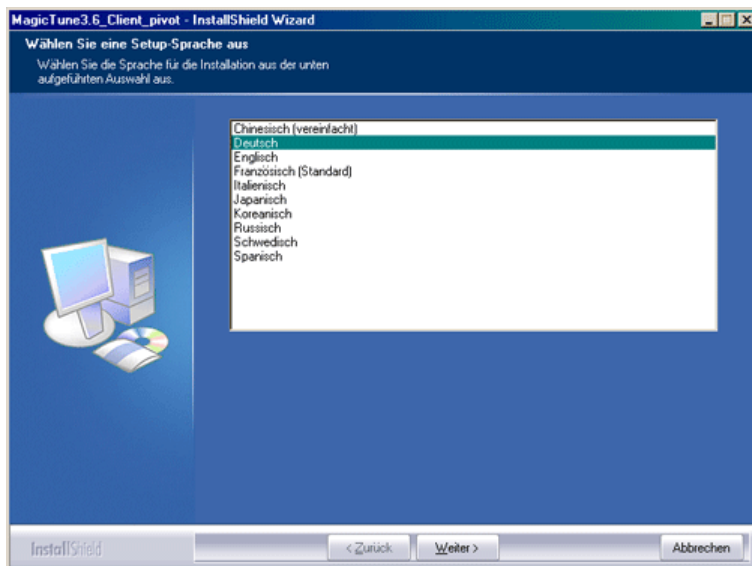 MagicTune3.6_Client_pivot - InstallShield Wizard
Wählen Sie eine Setup-Sprache aus
Wählen Sie die Sprache für die Installation aus der unten
aufgeführten Auswahl aus.
Chinesisch (vereinfacht)
Deutsch
Englisch
Französisch (Standard)
Italienisch
Japanisch
Koreanisch
Russisch
Schwedisch
Spanisch
InstallShield
< Zurück
Weiter >
Abbrechen